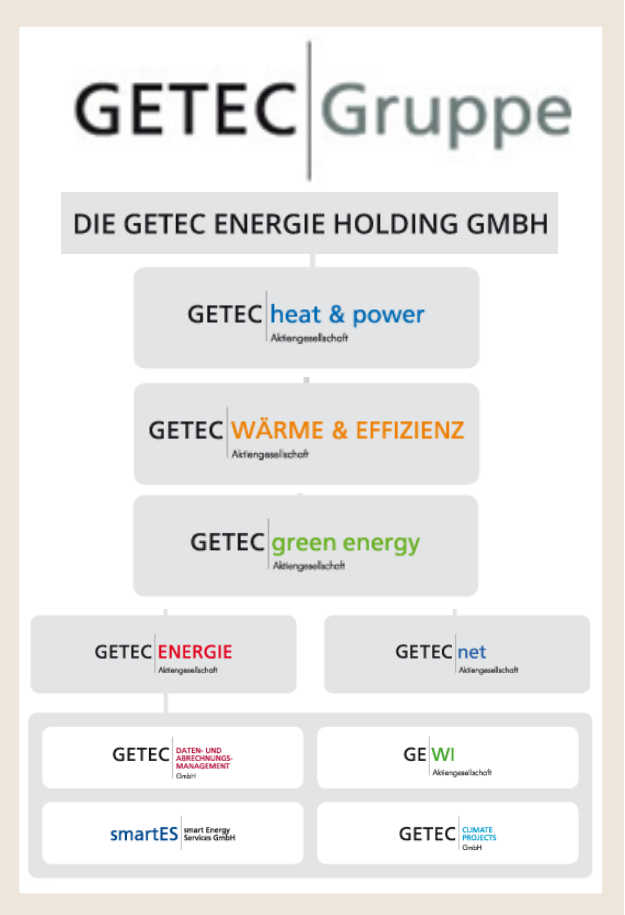 GETEC Gruppe
DIE GETEC ENERGIE HOLDING GMBH
GETEC heat & power
Aktiengesellschaft
GETEC WÄRME & EFFIZIENZ
Aktiengesellschaft
GETEC green energy
Aktiengesellschaft
GETEC ENERGIE
Aktiengesellschaft
GETEC net
Aktiengesellschaft
GETEC DATEN- UND
ABRECHNUNGS-
MANAGEMENT
GmbH
GEWI
Aktiengesellschaft
smartES smart Energy
Services GmbH
GETEC CLIMATE
PROJECTS
GmbH